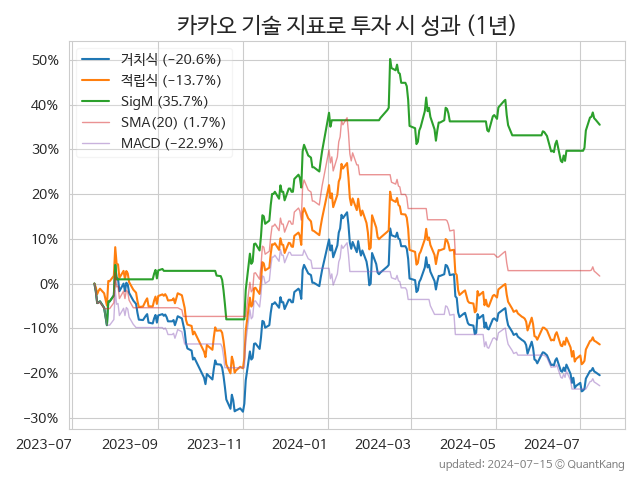 카카오 기술 지표로 투자 시 성과 (1년)
50%
40%
30%
20%
10%
0%
−10%
−20%
−30%
거치식 (−20.6%)
적립식 (−13.7%)
SigM (35.7%)
SMA(20) (1.7%)
MACD (−22.9%)
2023-07 2023-09 2023-11 2024-01 2024-03 2024-05 2024-07
updated: 2024-07-15 ⓒ QuantKang